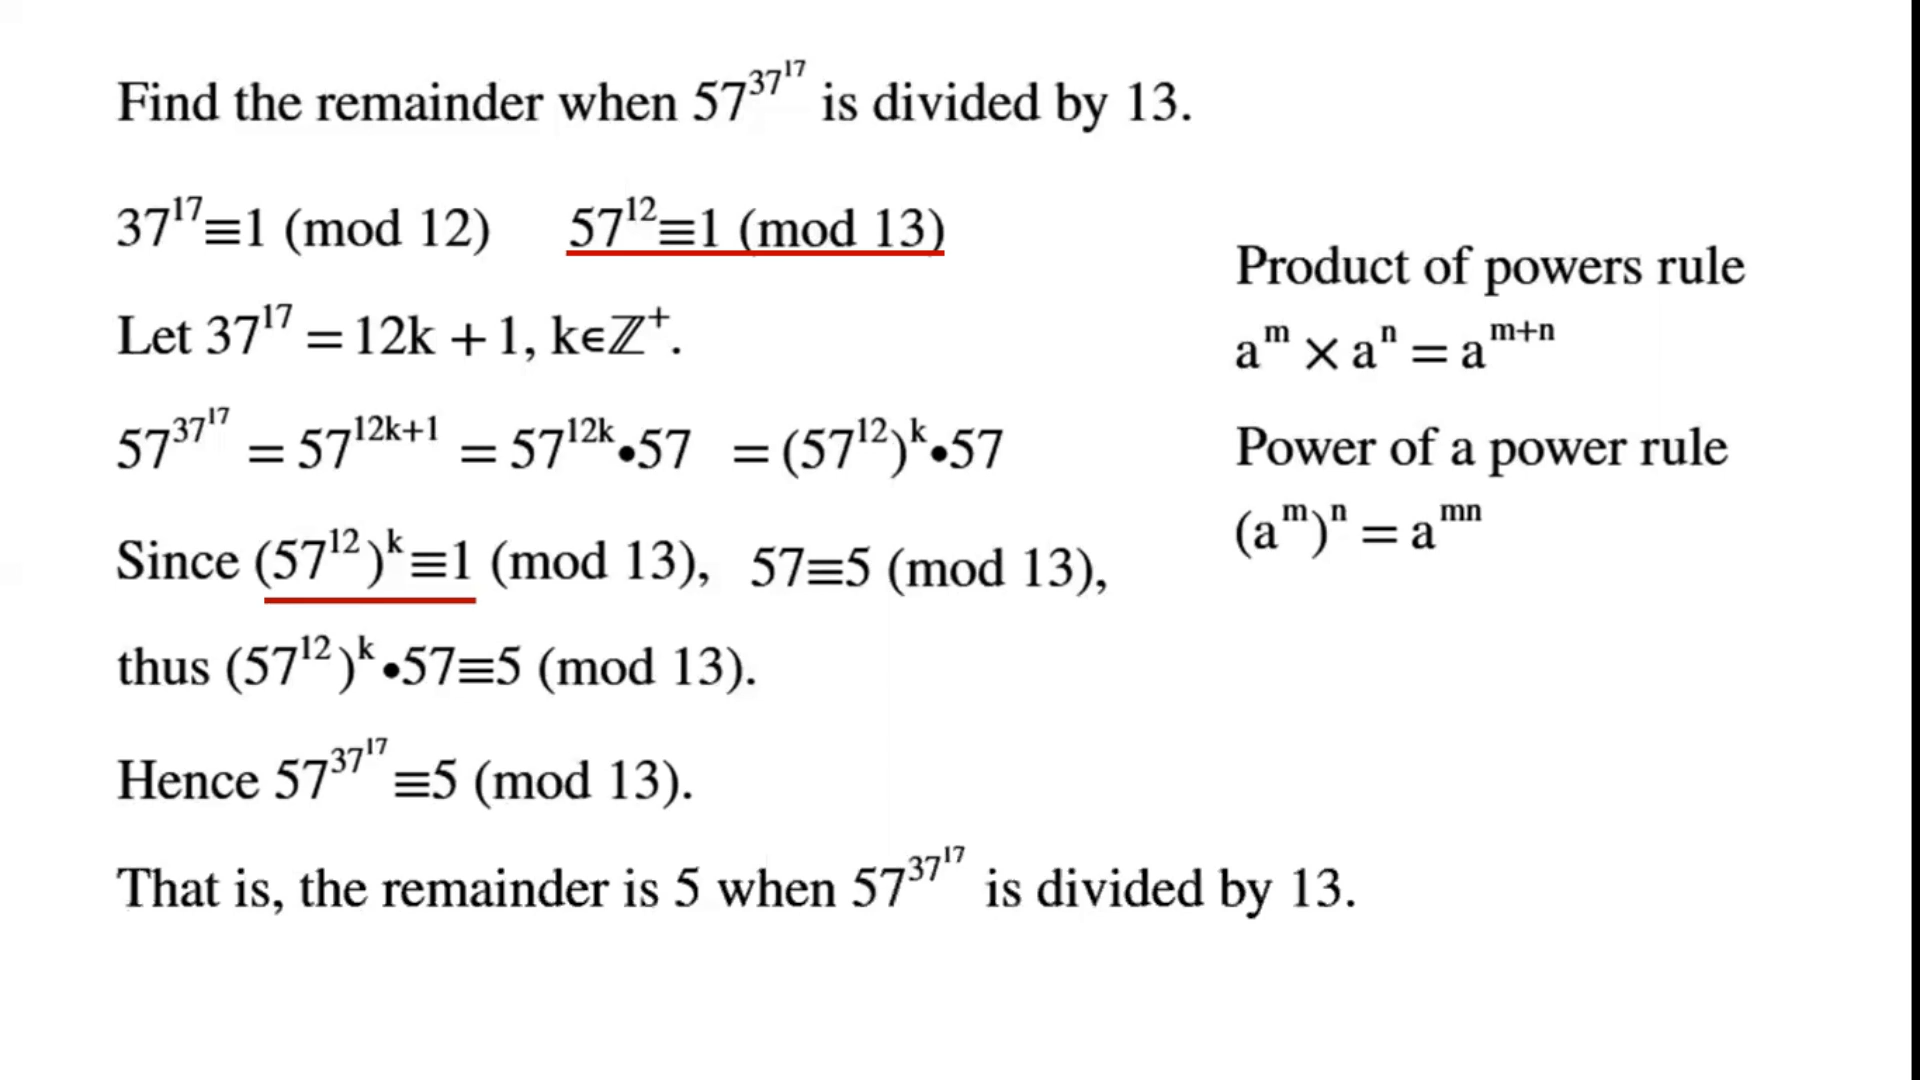 Find the remainder when 57^37^17 is divided by 13.
37^17≡1 (mod 12) 57^12≡1 (mod 13)
Let 37^17 = 12k + 1, k∈ℤ^+.
57^37^17 = 57^12k+1 = 57^12k•57 = (57^12)^k•57
Since (57^12)^k≡1 (mod 13), 57≡5 (mod 13),
thus (57^12)^k•57≡5 (mod 13).
Hence 57^37^17≡5 (mod 13).
That is, the remainder is 5 when 57^37^17 is divided by 13.
Product of powers rule
a^m × a^n = a^m+n
Power of a power rule
(a^m)^n = a^mn